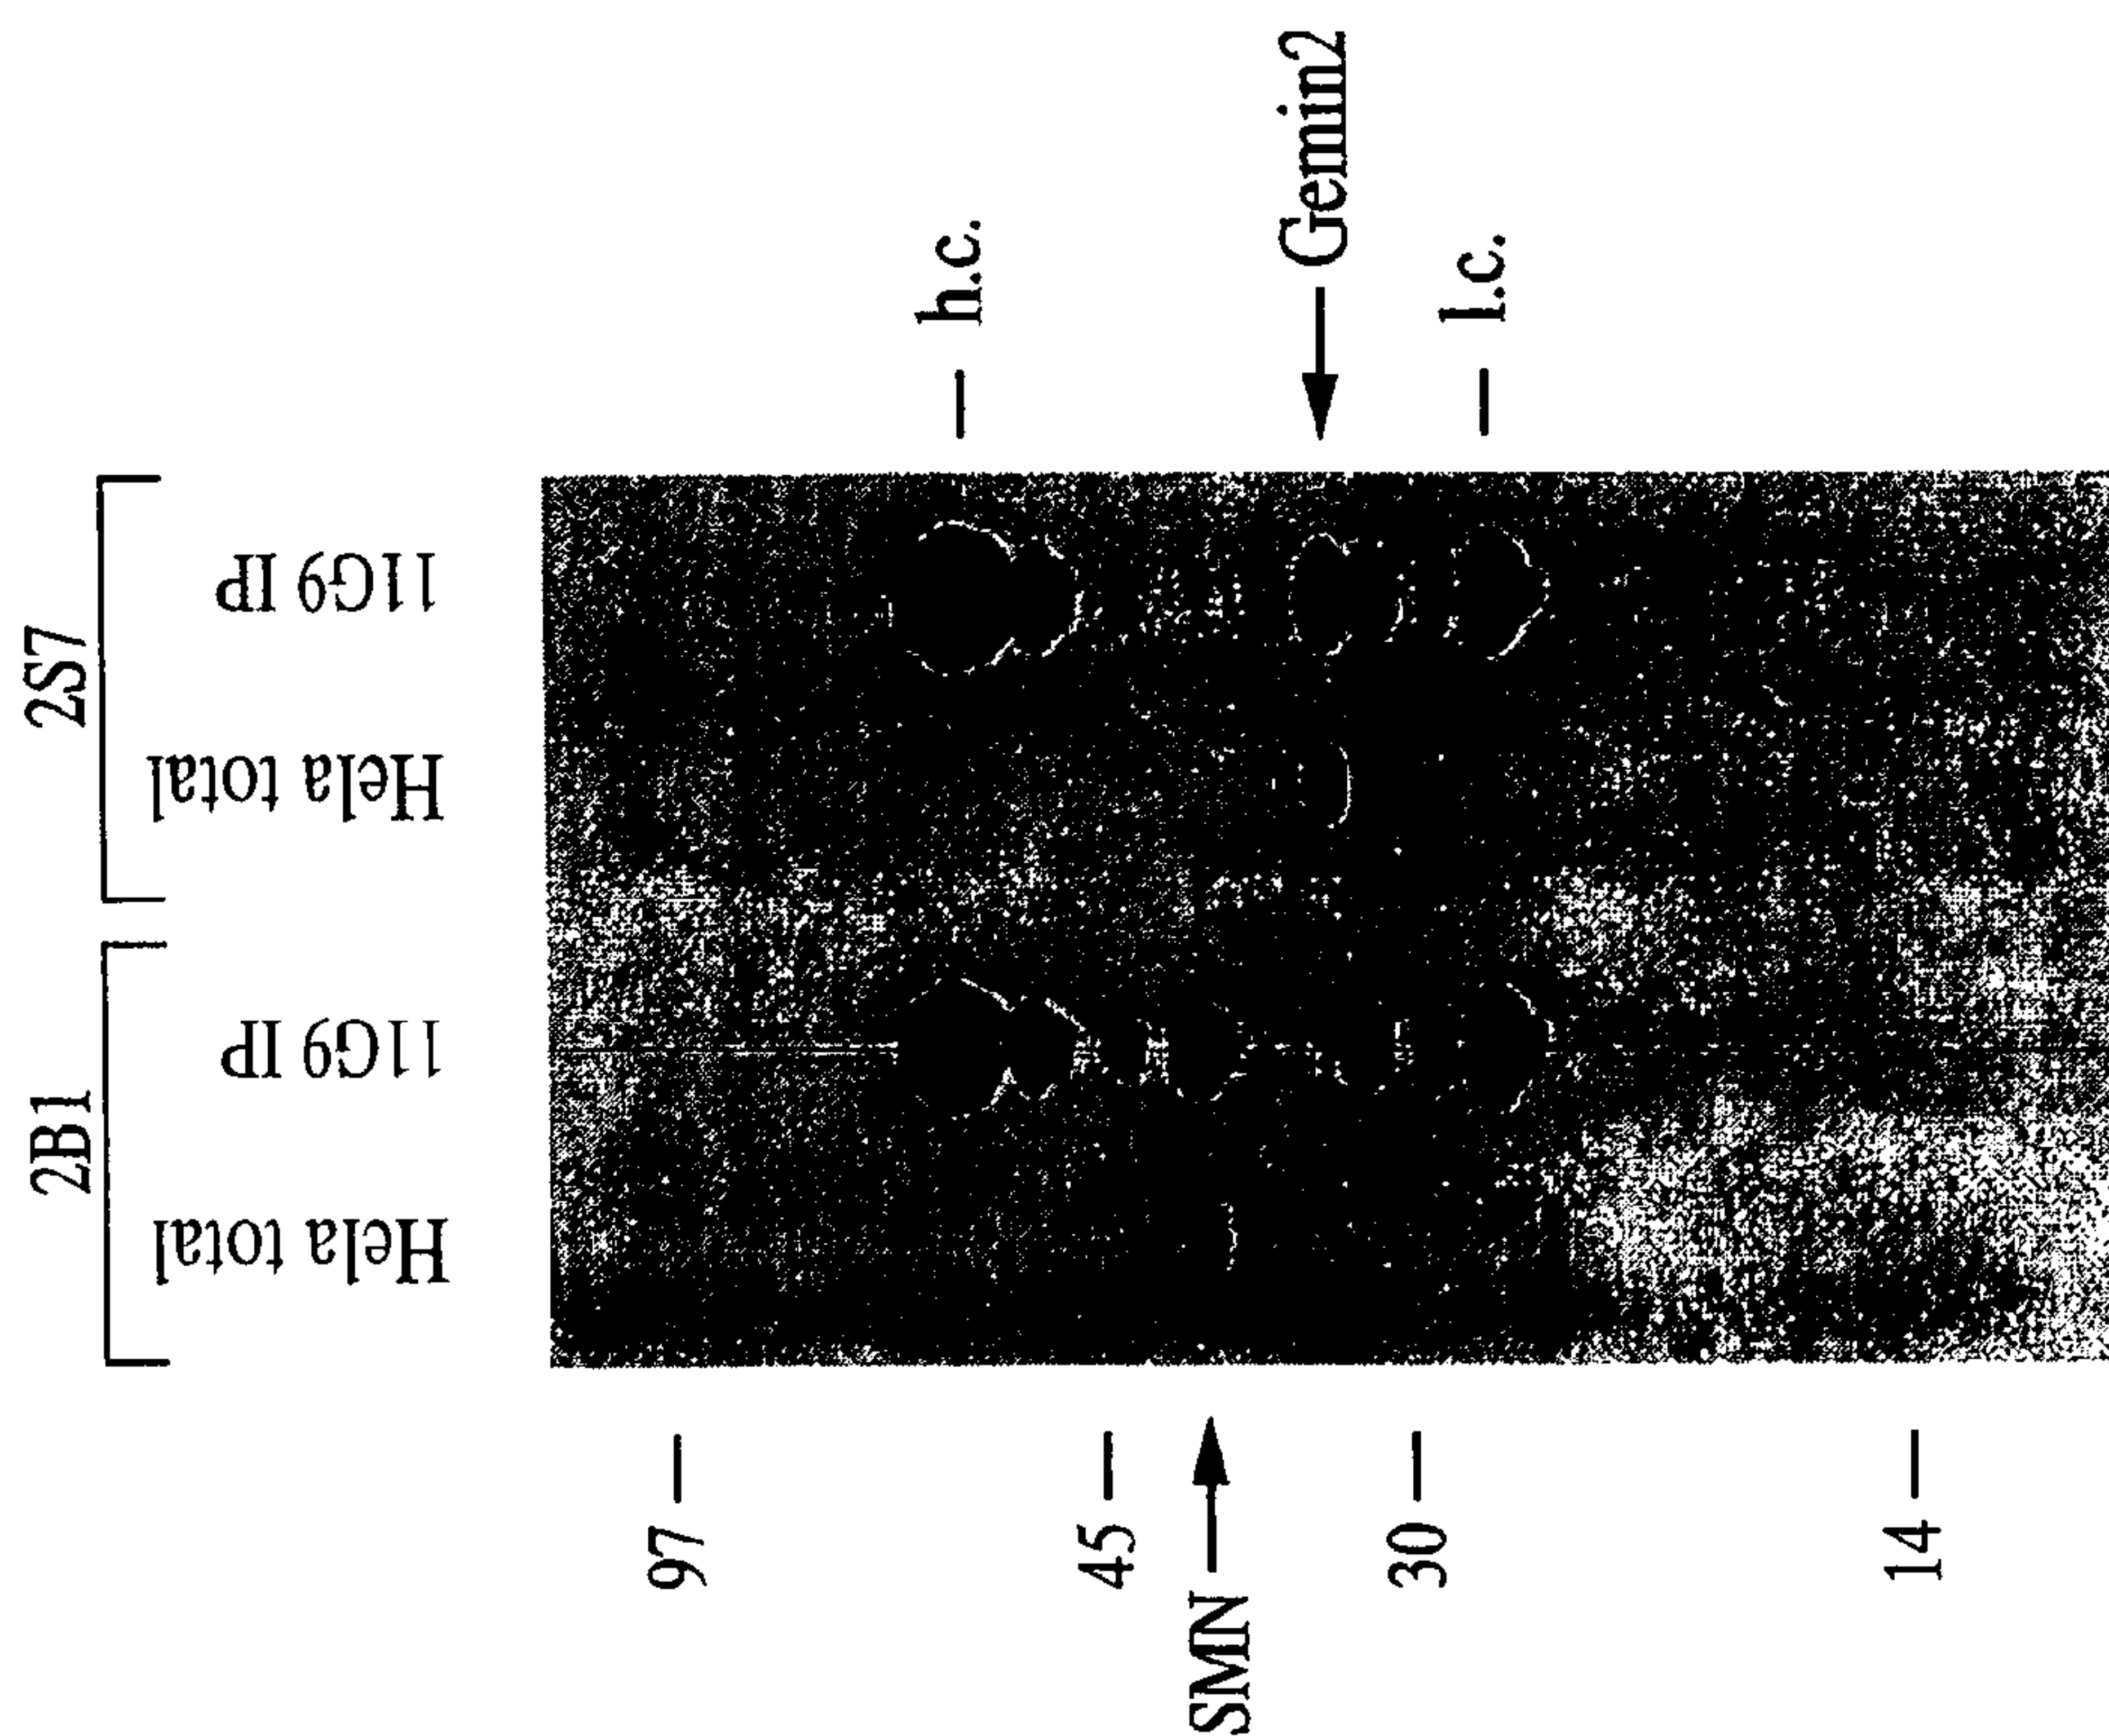 2B1
2S7
Hela total
11G9 IP
Hela total
11G9 IP
97
45
SMN
30
14
h.c.
Gemin2
l.c.